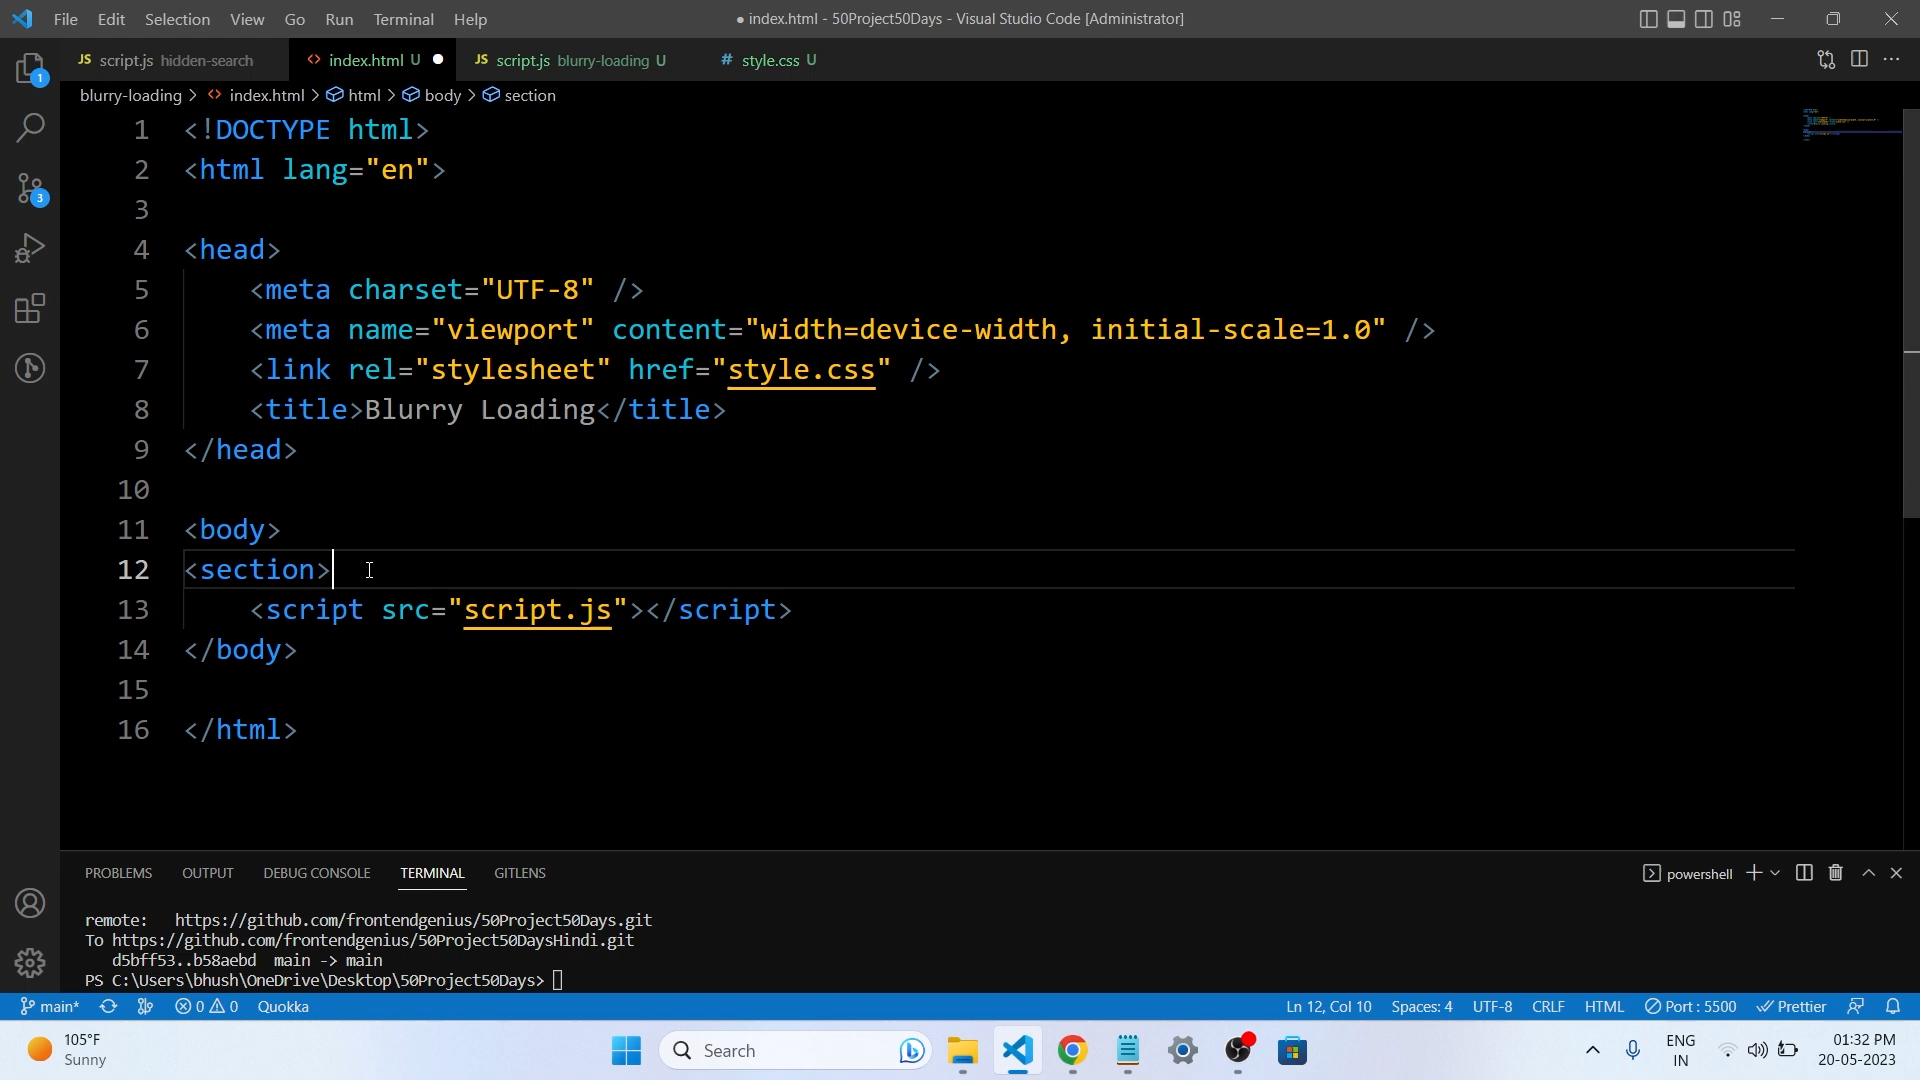 File Edit Selection View Go Run Terminal Help
● index.html - 50Project50Days - Visual Studio Code [Administrator]
JS script.js hidden-search
<> index.html U ●
JS script.js blurry-loading U
# style.css U
blurry-loading > <> index.html > html > body > section
1 <!DOCTYPE html>
2 <html lang="en">
3
4 <head>
5 <meta charset="UTF-8" />
6 <meta name="viewport" content="width=device-width, initial-scale=1.0" />
7 <link rel="stylesheet" href="style.css" />
8 <title>Blurry Loading</title>
9 </head>
10
11 <body>
12 <section>
13 <script src="script.js"></script>
14 </body>
15
16 </html>
1
3
PROBLEMS OUTPUT DEBUG CONSOLE TERMINAL GITLENS
powershell
remote: https://github.com/frontendgenius/50Project50Days.git
To https://github.com/frontendgenius/50Project50DaysHindi.git
d5bff53..b58aebd main -> main
PS C:\Users\bhush\OneDrive\Desktop\50Project50Days>
main* 0 0 Quokka
Ln 12, Col 10 Spaces: 4 UTF-8 CRLF HTML Port : 5500 Prettier
105°F
Sunny
Search
ENG
IN
01:32 PM
20-05-2023